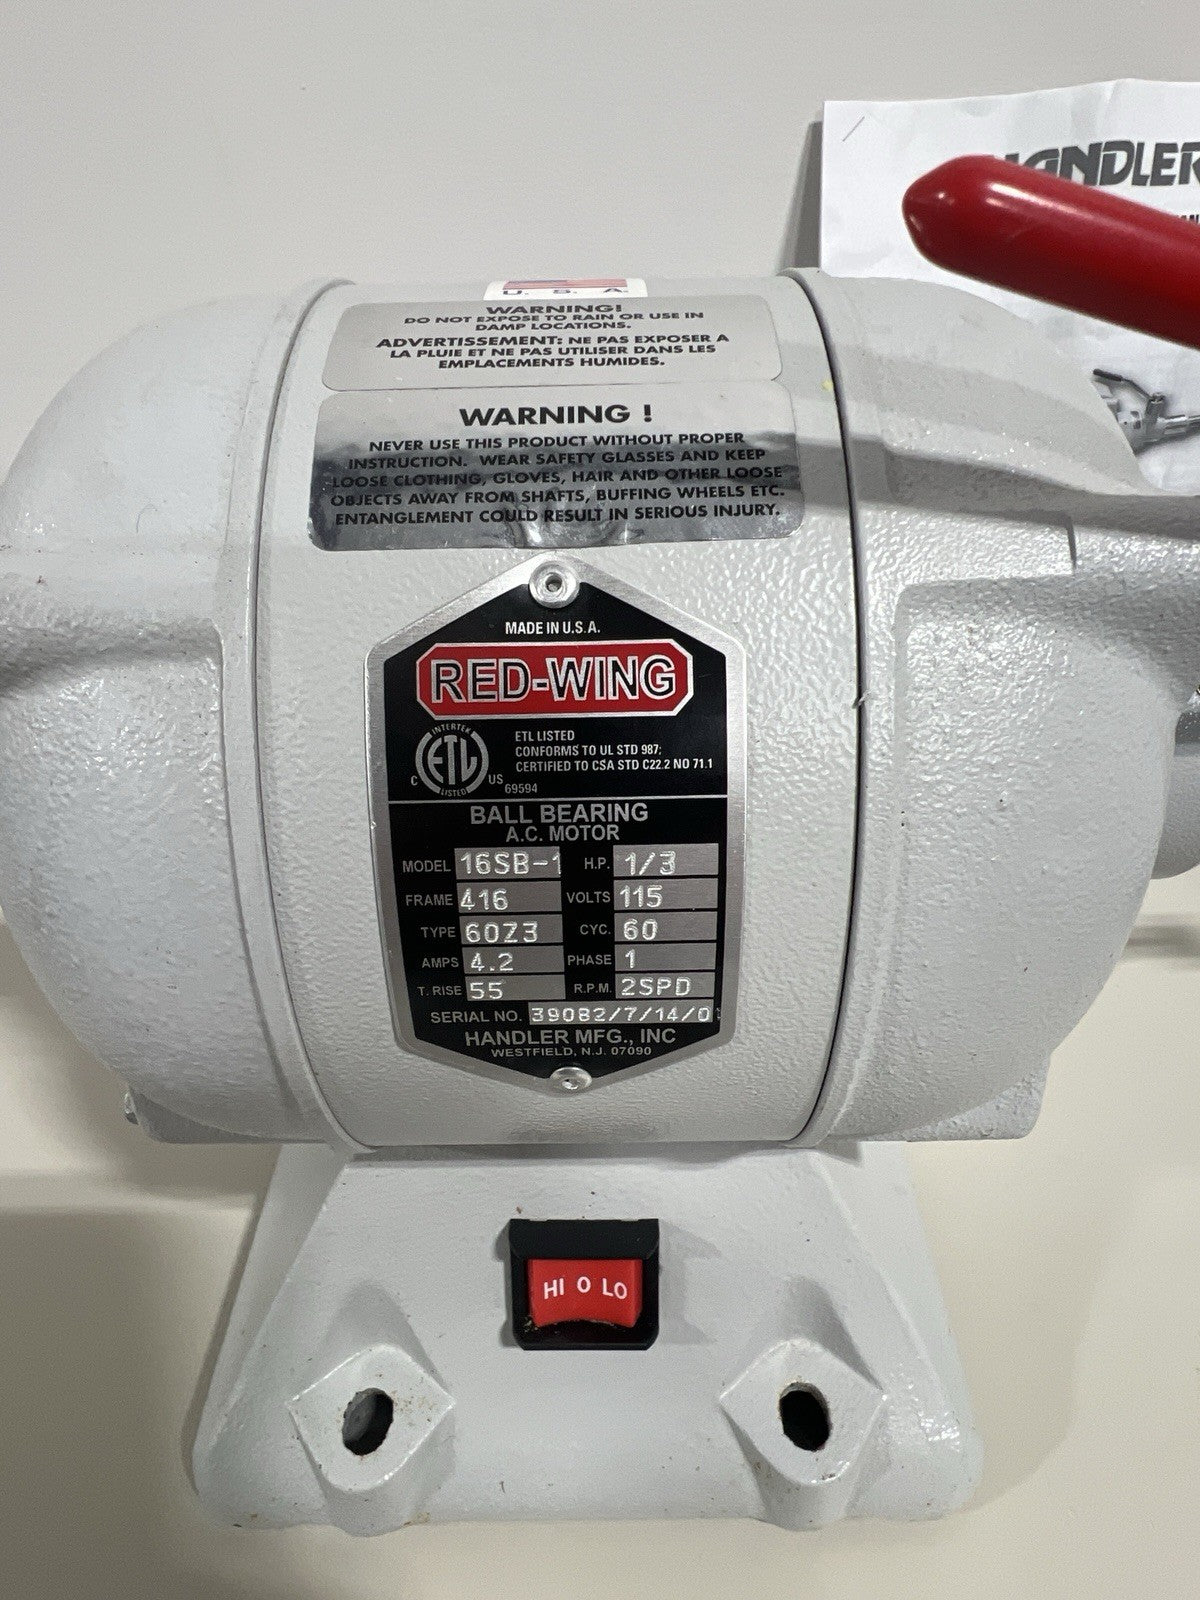 HANDLER
U. S. A.
WARNING!
DO NOT EXPOSE TO RAIN OR USE IN
DAMP LOCATIONS.
ADVERTISSEMENT: NE PAS EXPOSER A
LA PLUIE ET NE PAS UTILISER DANS LES
EMPLACEMENTS HUMIDES.
WARNING !
NEVER USE THIS PRODUCT WITHOUT PROPER
INSTRUCTION. WEAR SAFETY GLASSES AND KEEP
LOOSE CLOTHING, GLOVES, HAIR AND OTHER LOOSE
OBJECTS AWAY FROM SHAFTS, BUFFING WHEELS ETC.
ENTANGLEMENT COULD RESULT IN SERIOUS INJURY.
MADE IN U.S.A.
RED-WING
INTERTEK
ETL
LISTED
C US
69594
ETL LISTED
CONFORMS TO UL STD 987;
CERTIFIED TO CSA STD C22.2 NO 71.1
BALL BEARING
A.C. MOTOR
MODEL 16SB-1 H.P. 1/3
FRAME 416 VOLTS 115
TYPE 60Z3 CYC. 60
AMPS 4.2 PHASE 1
T. RISE 55 R.P.M. 2SPD
SERIAL NO. 39082/7/14/0
HANDLER MFG., INC
WESTFIELD, N.J. 07090
HI O LO